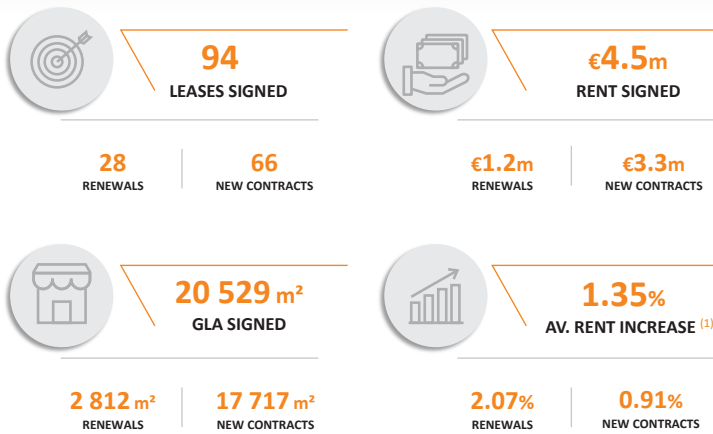 94
LEASES SIGNED
28
RENEWALS
66
NEW CONTRACTS
€4.5m
RENT SIGNED
€1.2m
RENEWALS
€3.3m
NEW CONTRACTS
20 529 m²
GLA SIGNED
2 812 m²
RENEWALS
17 717 m²
NEW CONTRACTS
1.35%
AV. RENT INCREASE (1)
2.07%
RENEWALS
0.91%
NEW CONTRACTS